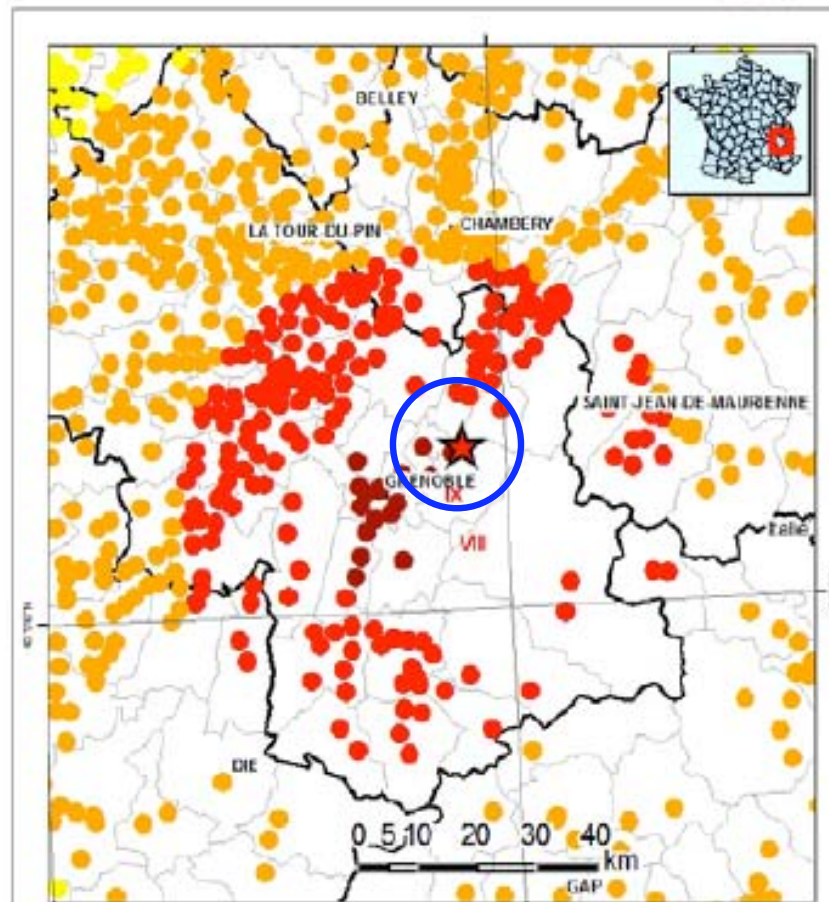 BELLEY
LA TOUR-DU-PIN
CHAMBERY
SAINT-JEAN-DE-MAURIENNE
GRENOBLE
IX
VIII
Italie
DIE
0 5 10 20 30 40
km
GAP